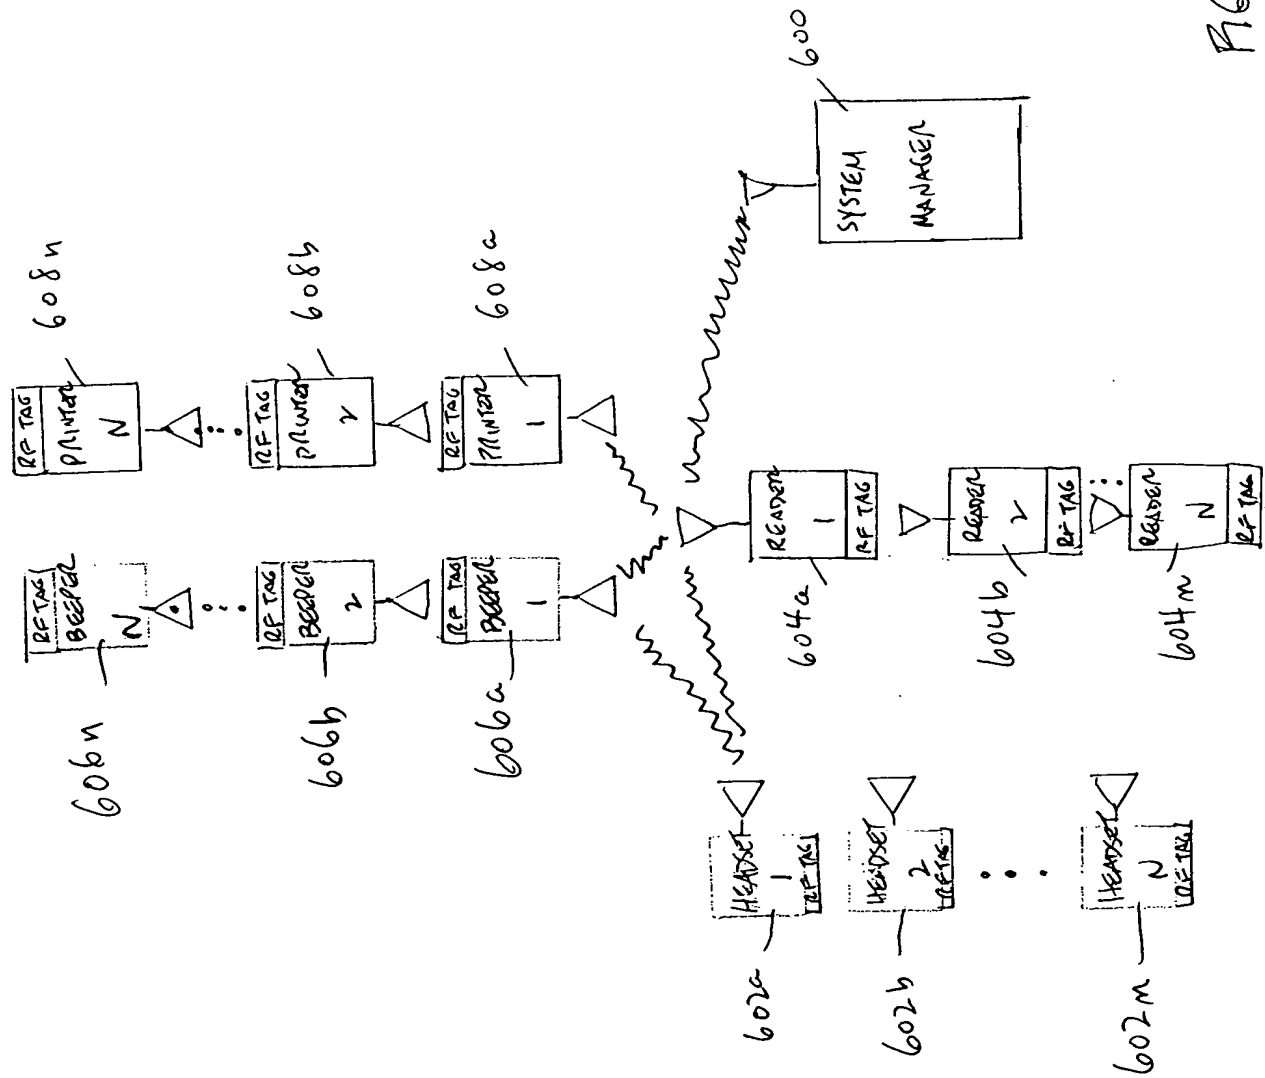 606n
RF TAG
BEEPER
N
606b
RF TAG
BEEPER
2
606a
RF TAG
BEEPER
1
608n
RF TAG
PRINTER
N
608b
RF TAG
PRINTER
2
608a
RF TAG
PRINTER
1
602a
HEADSET
1
RF TAG
602b
HEADSET
2
RF TAG
602m
HEADSET
N
RF TAG
604a
READER
1
RF TAG
604b
READER
2
RF TAG
604m
READER
N
RF TAG
600
SYSTEM
MANAGER